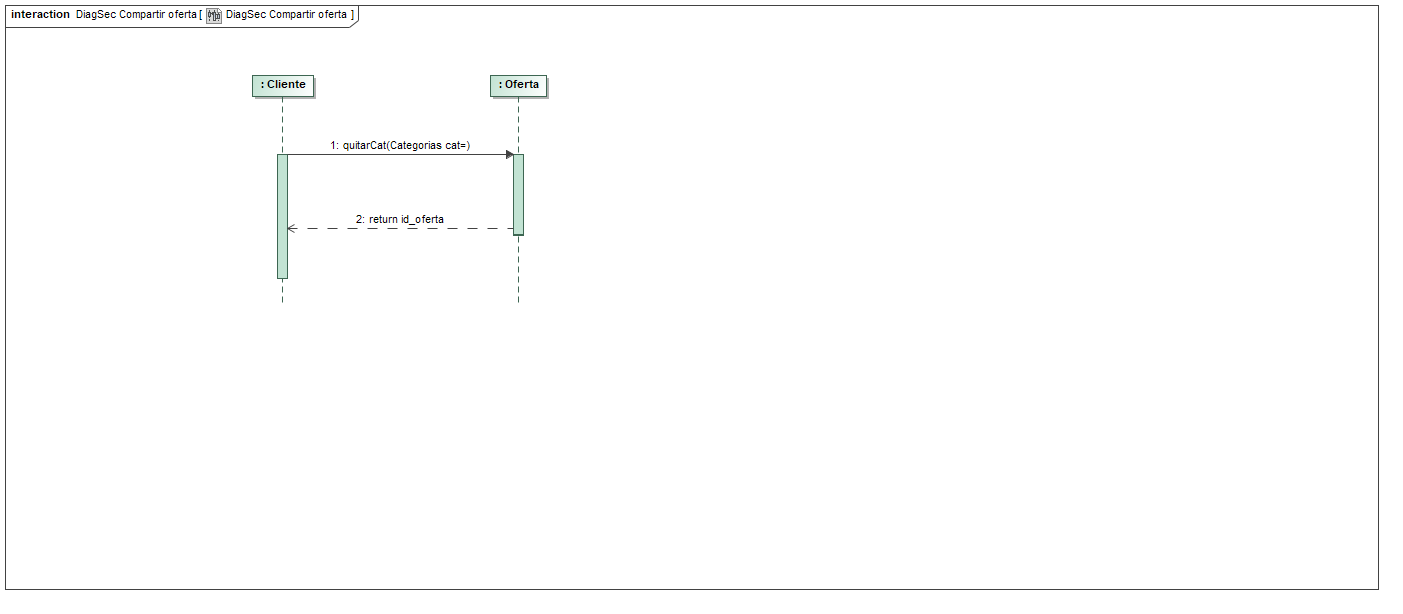 interaction DiagSec Compartir oferta [ DiagSec Compartir oferta ]
: Cliente
: Oferta
1: quitarCat(Categorias cat=)
2: return id_oferta